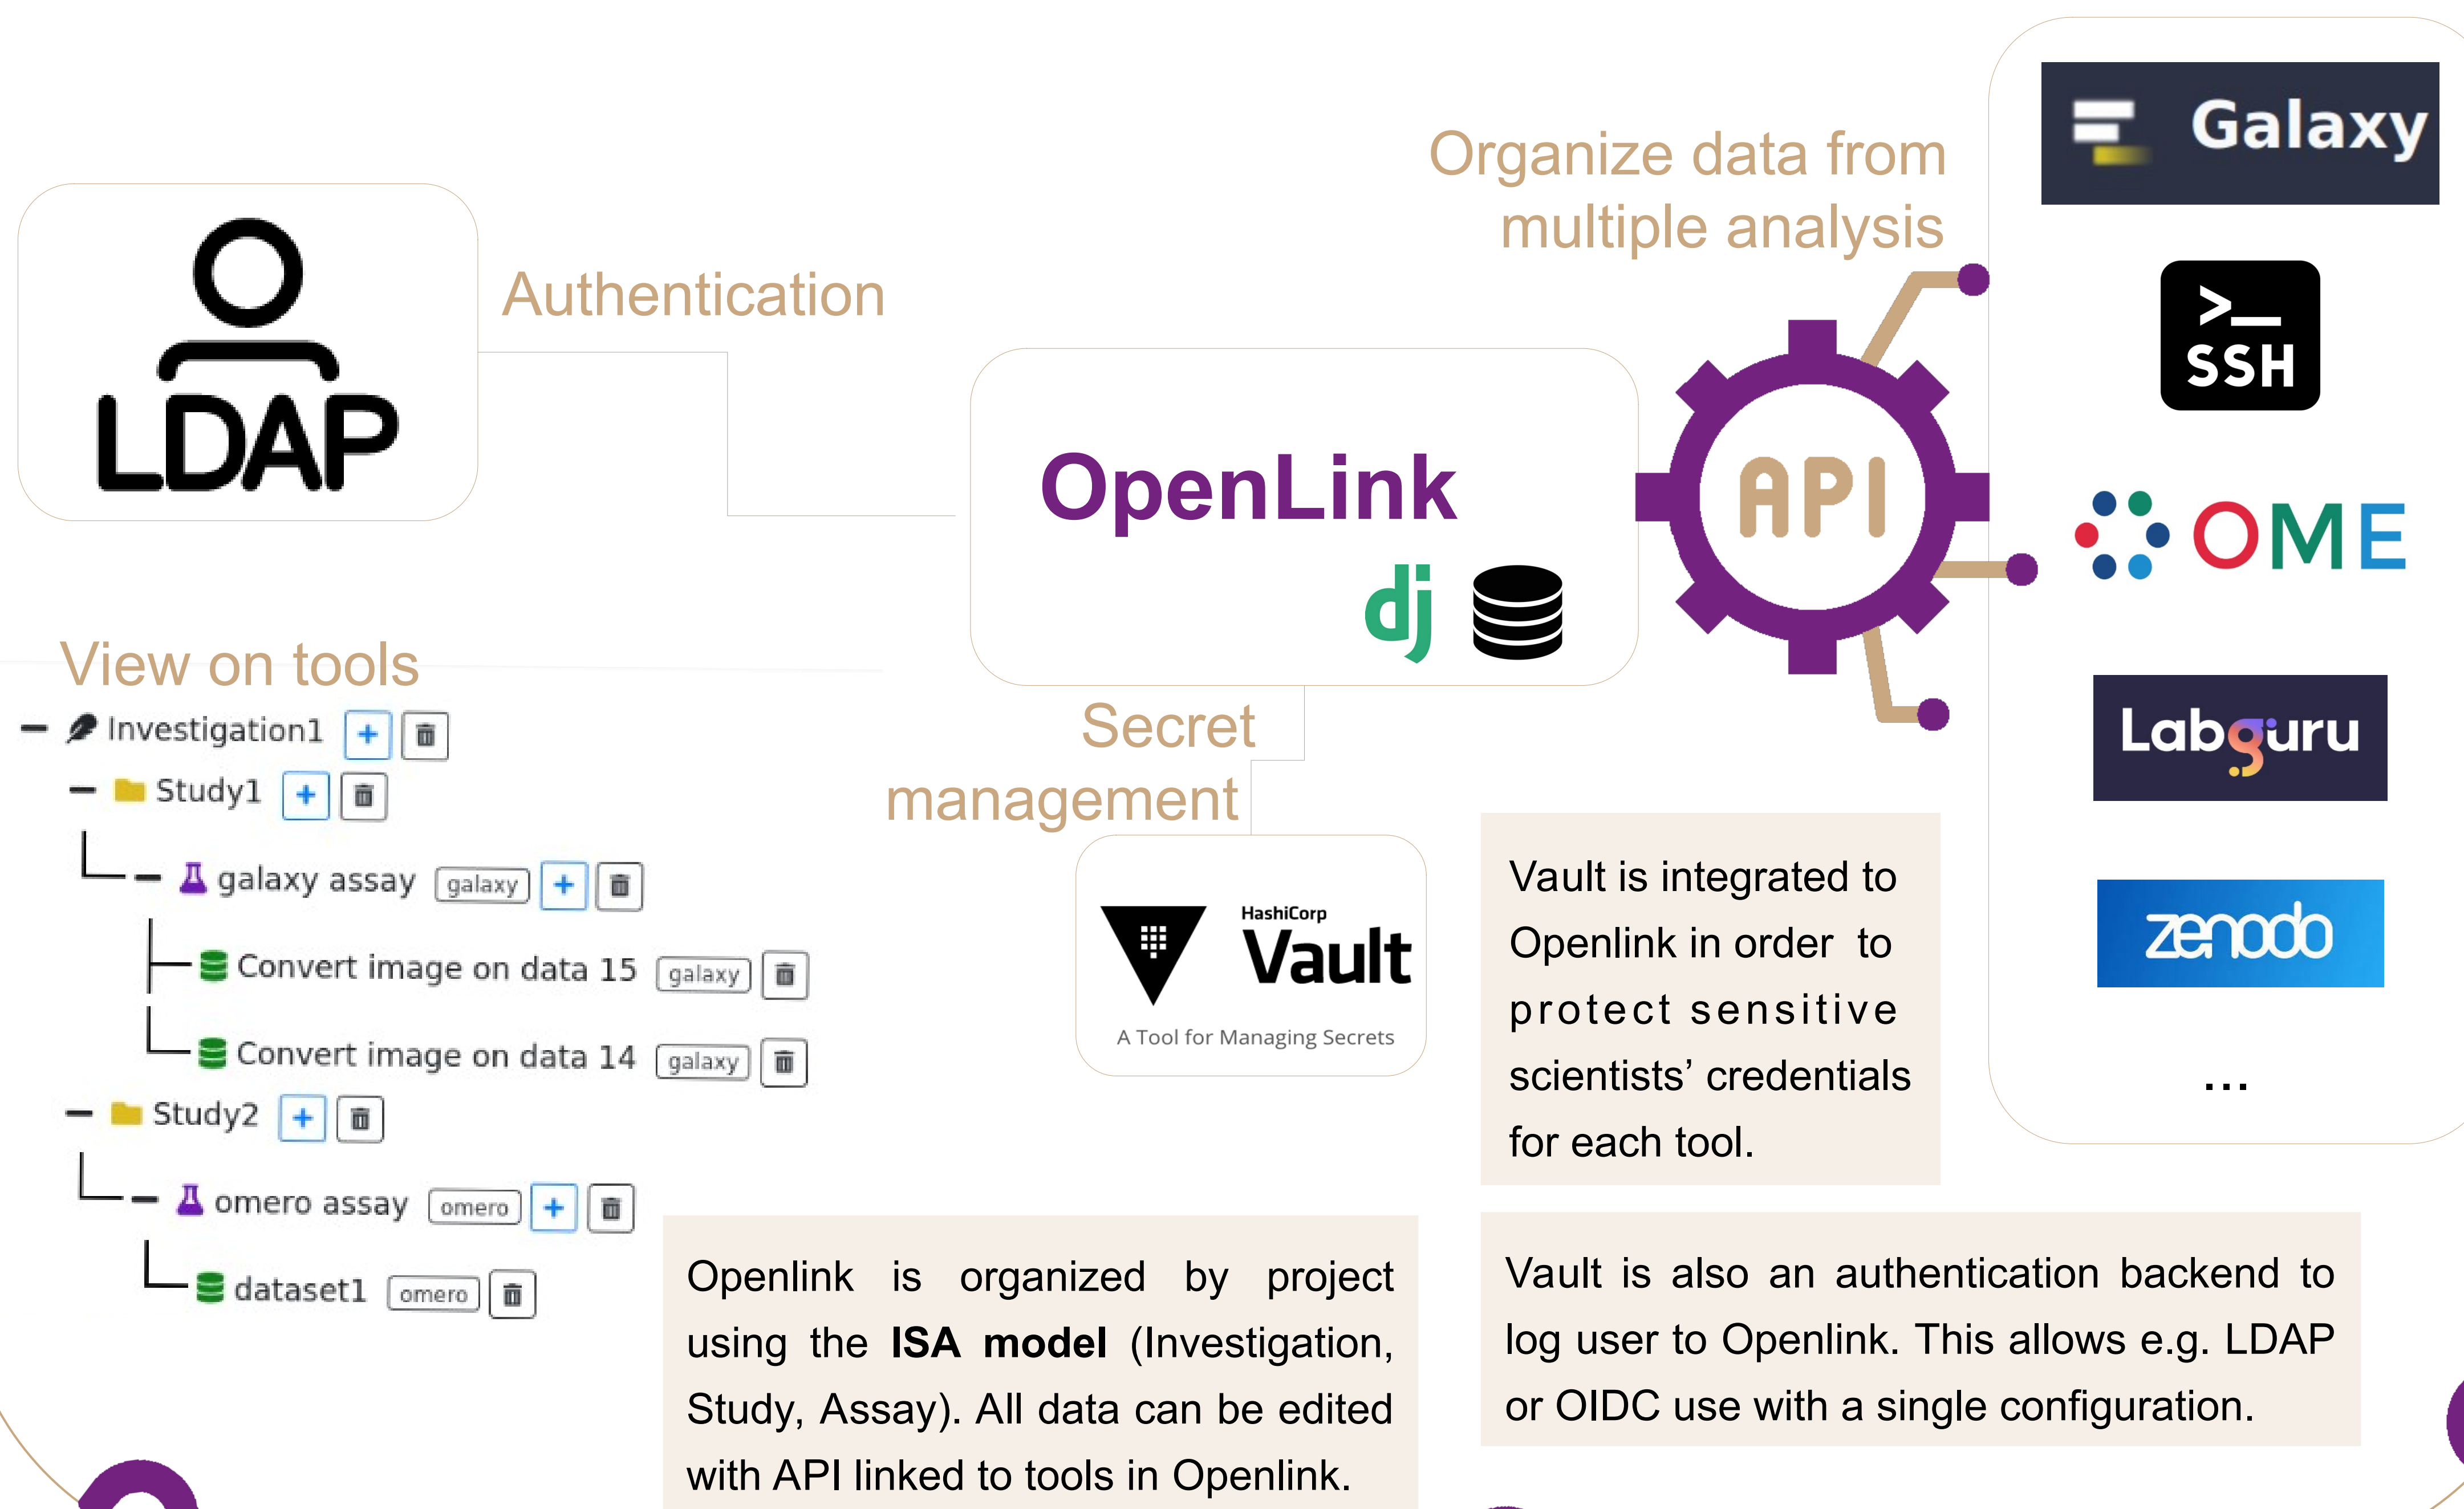 LDAP
Authentication
Organize data from
multiple analysis
OpenLink
dj
API
Galaxy
>_
SSH
OME
Labguru
zenodo
...
View on tools
Investigation1 +
Study1 +
galaxy assay galaxy +
Convert image on data 15 galaxy
Convert image on data 14 galaxy
Study2 +
omero assay omero +
dataset1 omero
Secret
management
HashiCorp
Vault
A Tool for Managing Secrets
Vault is integrated to
Openlink in order to
protect sensitive
scientists’ credentials
for each tool.
Openlink is organized by project
using the ISA model (Investigation,
Study, Assay). All data can be edited
with API linked to tools in Openlink.
Vault is also an authentication backend to
log user to Openlink. This allows e.g. LDAP
or OIDC use with a single configuration.